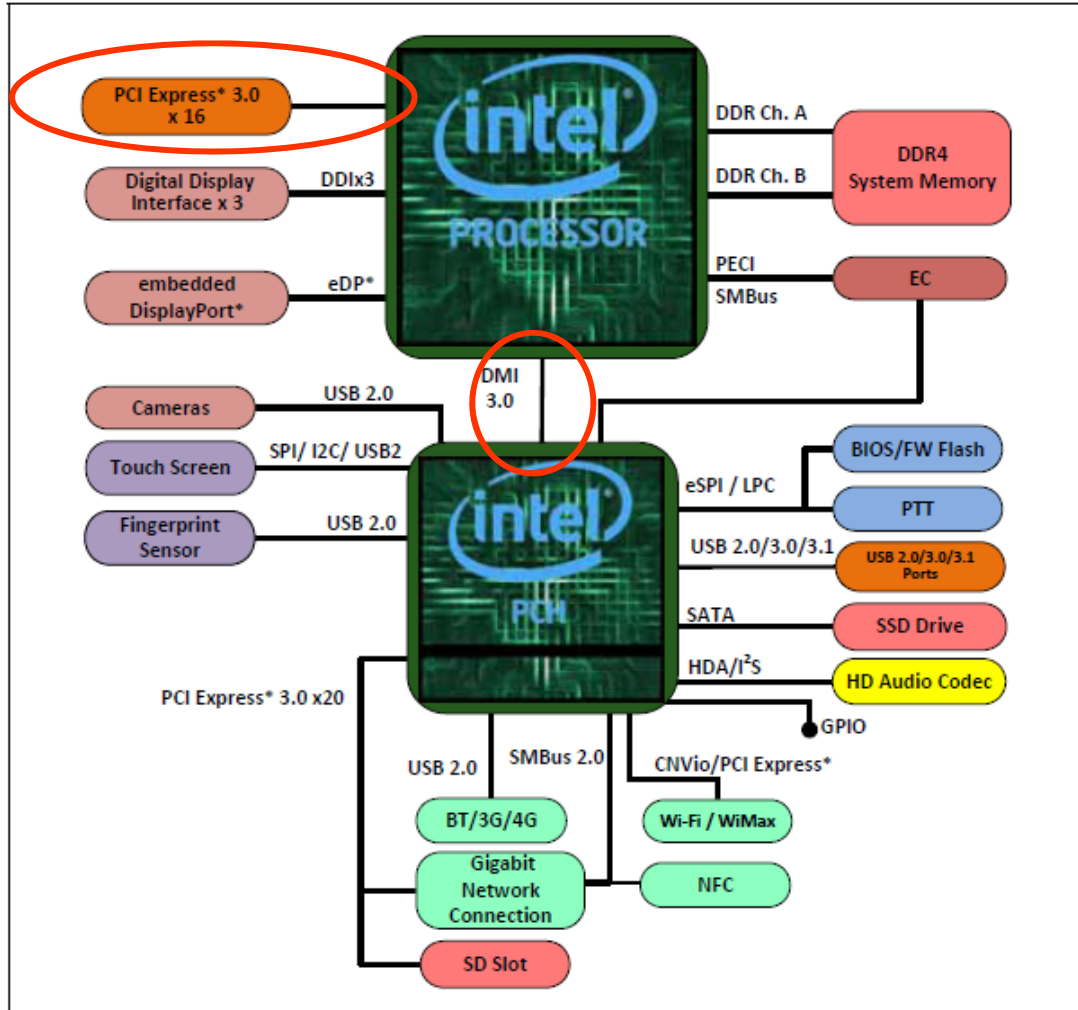 PCI Express* 3.0
x 16
intel
PROCESSOR
DDR Ch. A
DDR Ch. B
DDR4
System Memory
Digital Display
Interface x 3
DDIx3
embedded
DisplayPort*
eDP*
PECI
SMBus
EC
DMI
3.0
Cameras
USB 2.0
Touch Screen
SPI/ I2C/ USB2
Fingerprint
Sensor
USB 2.0
intel
PCH
eSPI / LPC
BIOS/FW Flash
PTT
USB 2.0/3.0/3.1
USB 2.0/3.0/3.1
Ports
SATA
SSD Drive
HDA/I²S
HD Audio Codec
GPIO
PCI Express* 3.0 x20
USB 2.0
SMBus 2.0
CNVio/PCI Express*
BT/3G/4G
Wi-Fi / WiMax
Gigabit
Network
Connection
NFC
SD Slot